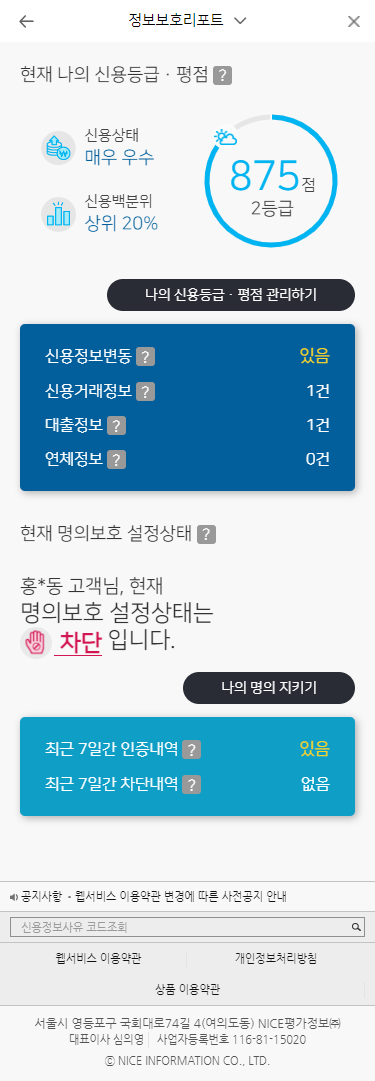 정보보호리포트
현재 나의 신용등급 · 평점 ?
신용상태
매우 우수
신용백분위
상위 20%
875점
2등급
나의 신용등급 · 평점 관리하기
신용정보변동 ? 있음
신용거래정보 ? 1건
대출정보 ? 1건
연체정보 ? 0건
현재 명의보호 설정상태 ?
홍*동 고객님, 현재
명의보호 설정상태는
차단 입니다.
나의 명의 지키기
최근 7일간 인증내역 ? 있음
최근 7일간 차단내역 ? 없음
공지사항 - 웹서비스 이용약관 변경에 따른 사전공지 안내
신용정보사유 코드조회
웹서비스 이용약관 개인정보처리방침
상품 이용약관
서울시 영등포구 국회대로74길 4(여의도동) NICE평가정보㈜
대표이사 심의영 사업자등록번호 116-81-15020
ⓒ NICE INFORMATION CO., LTD.